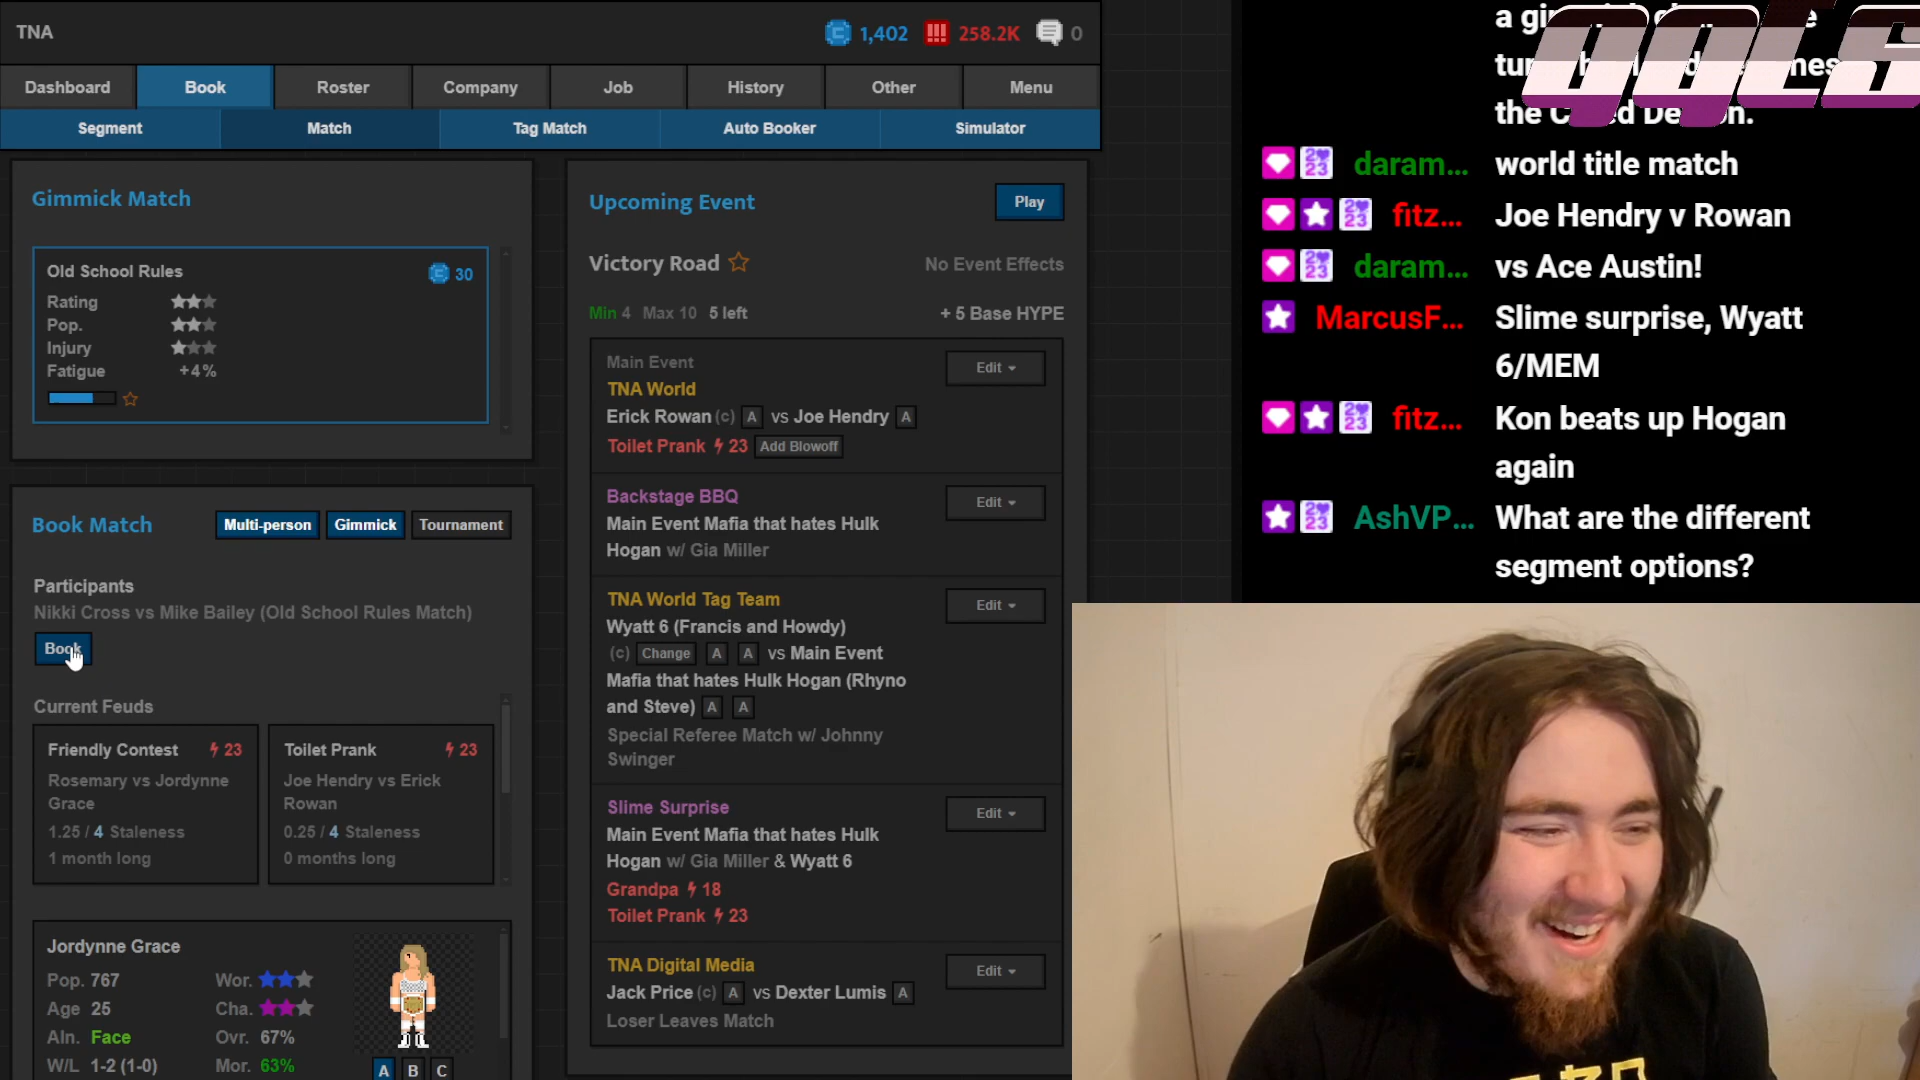 TNA
1,402
258.2K
0
Dashboard
Book
Roster
Company
Job
History
Other
Menu
Segment
Match
Tag Match
Auto Booker
Simulator
Gimmick Match
Old School Rules
30
Rating
Pop.
Injury
Fatigue +4%
Book Match
Multi-person
Gimmick
Tournament
Participants
Nikki Cross vs Mike Bailey (Old School Rules Match)
Book
Current Feuds
Friendly Contest 23
Rosemary vs Jordynne
Grace
1.25 / 4 Staleness
1 month long
Toilet Prank 23
Joe Hendry vs Erick
Rowan
0.25 / 4 Staleness
0 months long
Jordynne Grace
Pop. 767 Wor.
Age 25 Cha.
Aln. Face Ovr. 67%
W/L 1-2 (1-0) Mor. 63%
A B C
Upcoming Event
Play
Victory Road
No Event Effects
Min 4 Max 10 5 left
+ 5 Base HYPE
Main Event
Edit
TNA World
Erick Rowan (c) A vs Joe Hendry A
Toilet Prank 23 Add Blowoff
Backstage BBQ
Edit
Main Event Mafia that hates Hulk
Hogan w/ Gia Miller
TNA World Tag Team
Edit
Wyatt 6 (Francis and Howdy)
(c) Change A A vs Main Event
Mafia that hates Hulk Hogan (Rhyno
and Steve) A A
Special Referee Match w/ Johnny
Swinger
Slime Surprise
Edit
Main Event Mafia that hates Hulk
Hogan w/ Gia Miller & Wyatt 6
Grandpa 18
Toilet Prank 23
TNA Digital Media
Edit
Jack Price (c) A vs Dexter Lumis A
Loser Leaves Match
a
the
daram... world title match
fitz... Joe Hendry v Rowan
daram... vs Ace Austin!
MarcusF... Slime surprise, Wyatt
6/MEM
fitz... Kon beats up Hogan
again
AshVP... What are the different
segment options?